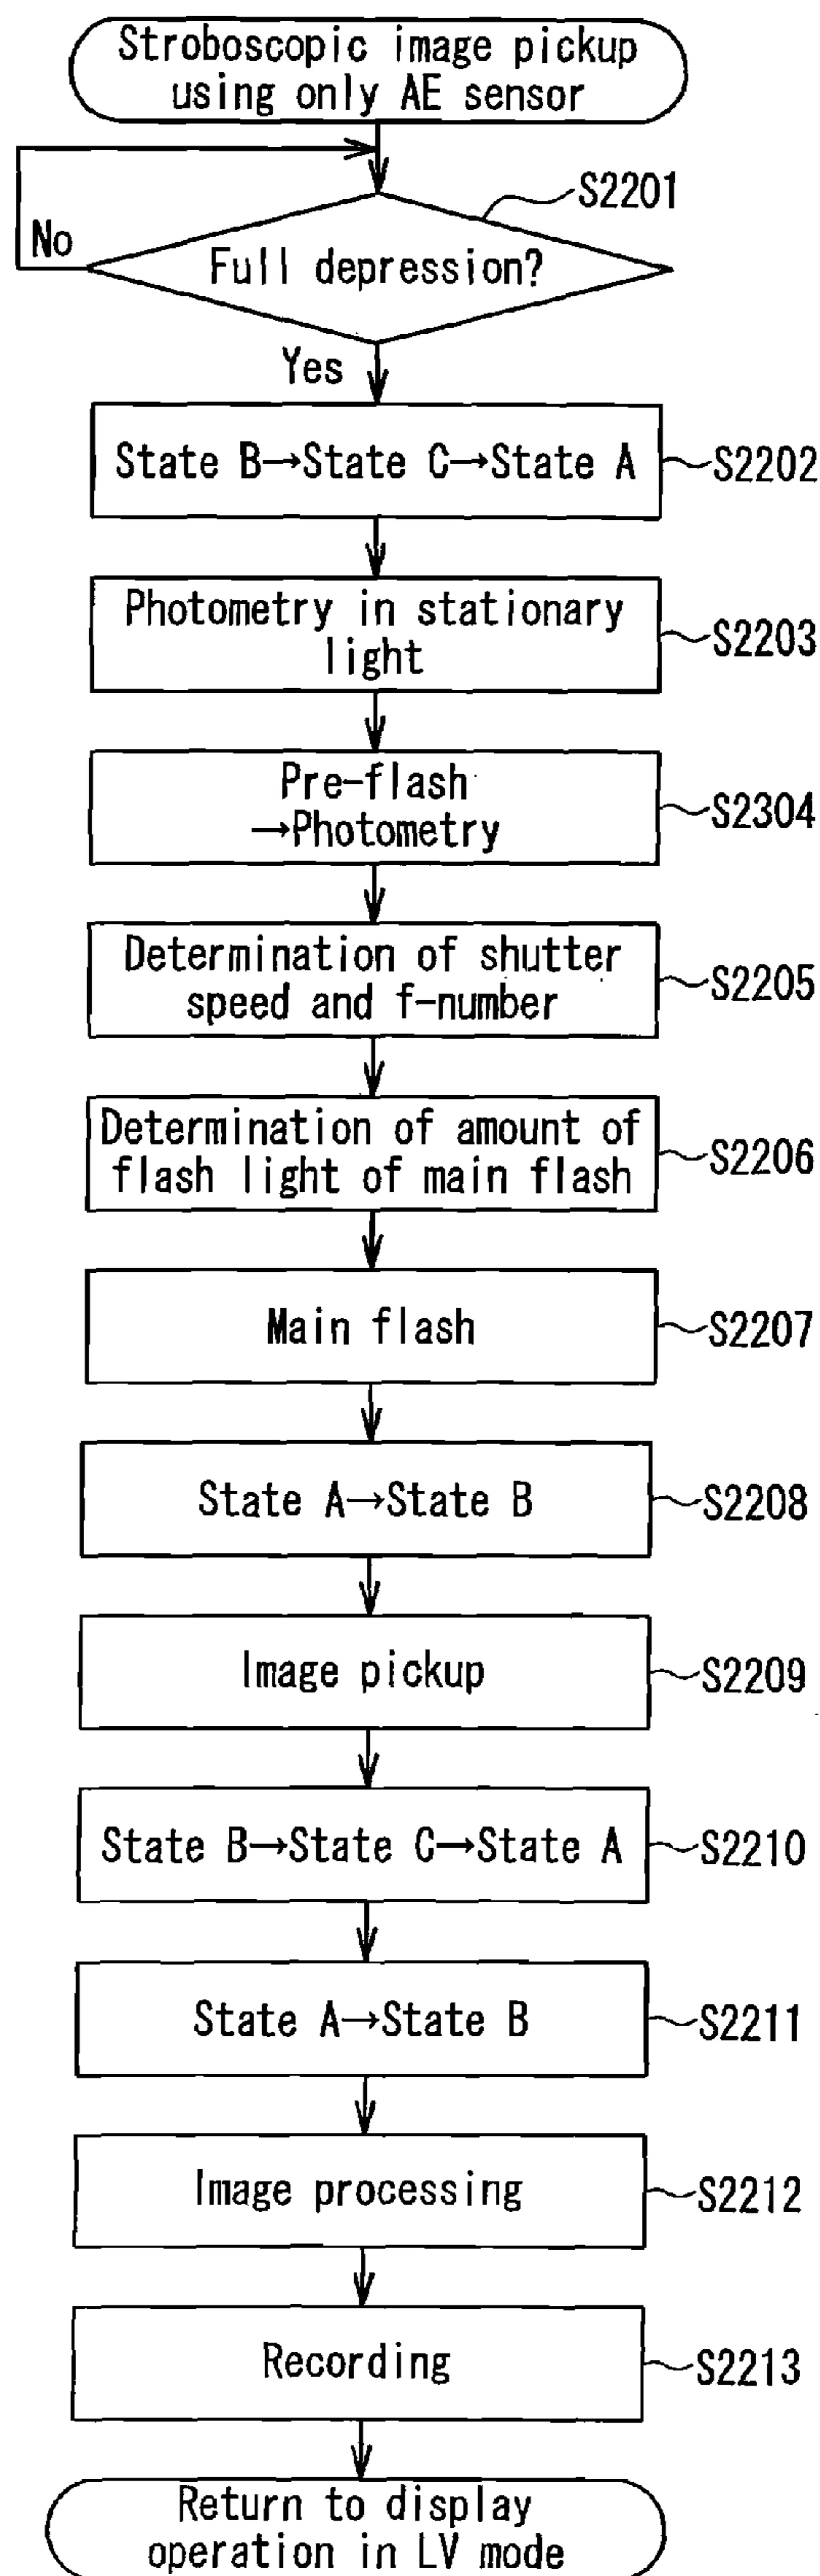 Stroboscopic image pickup
using only AE sensor
S2201
No
Full depression?
Yes
State B→State C→State A
S2202
Photometry in stationary
light
S2203
Pre-flash
→Photometry
S2304
Determination of shutter
speed and f-number
S2205
Determination of amount of
flash light of main flash
S2206
Main flash
S2207
State A→State B
S2208
Image pickup
S2209
State B→State C→State A
S2210
State A→State B
S2211
Image processing
S2212
Recording
S2213
Return to display
operation in LV mode